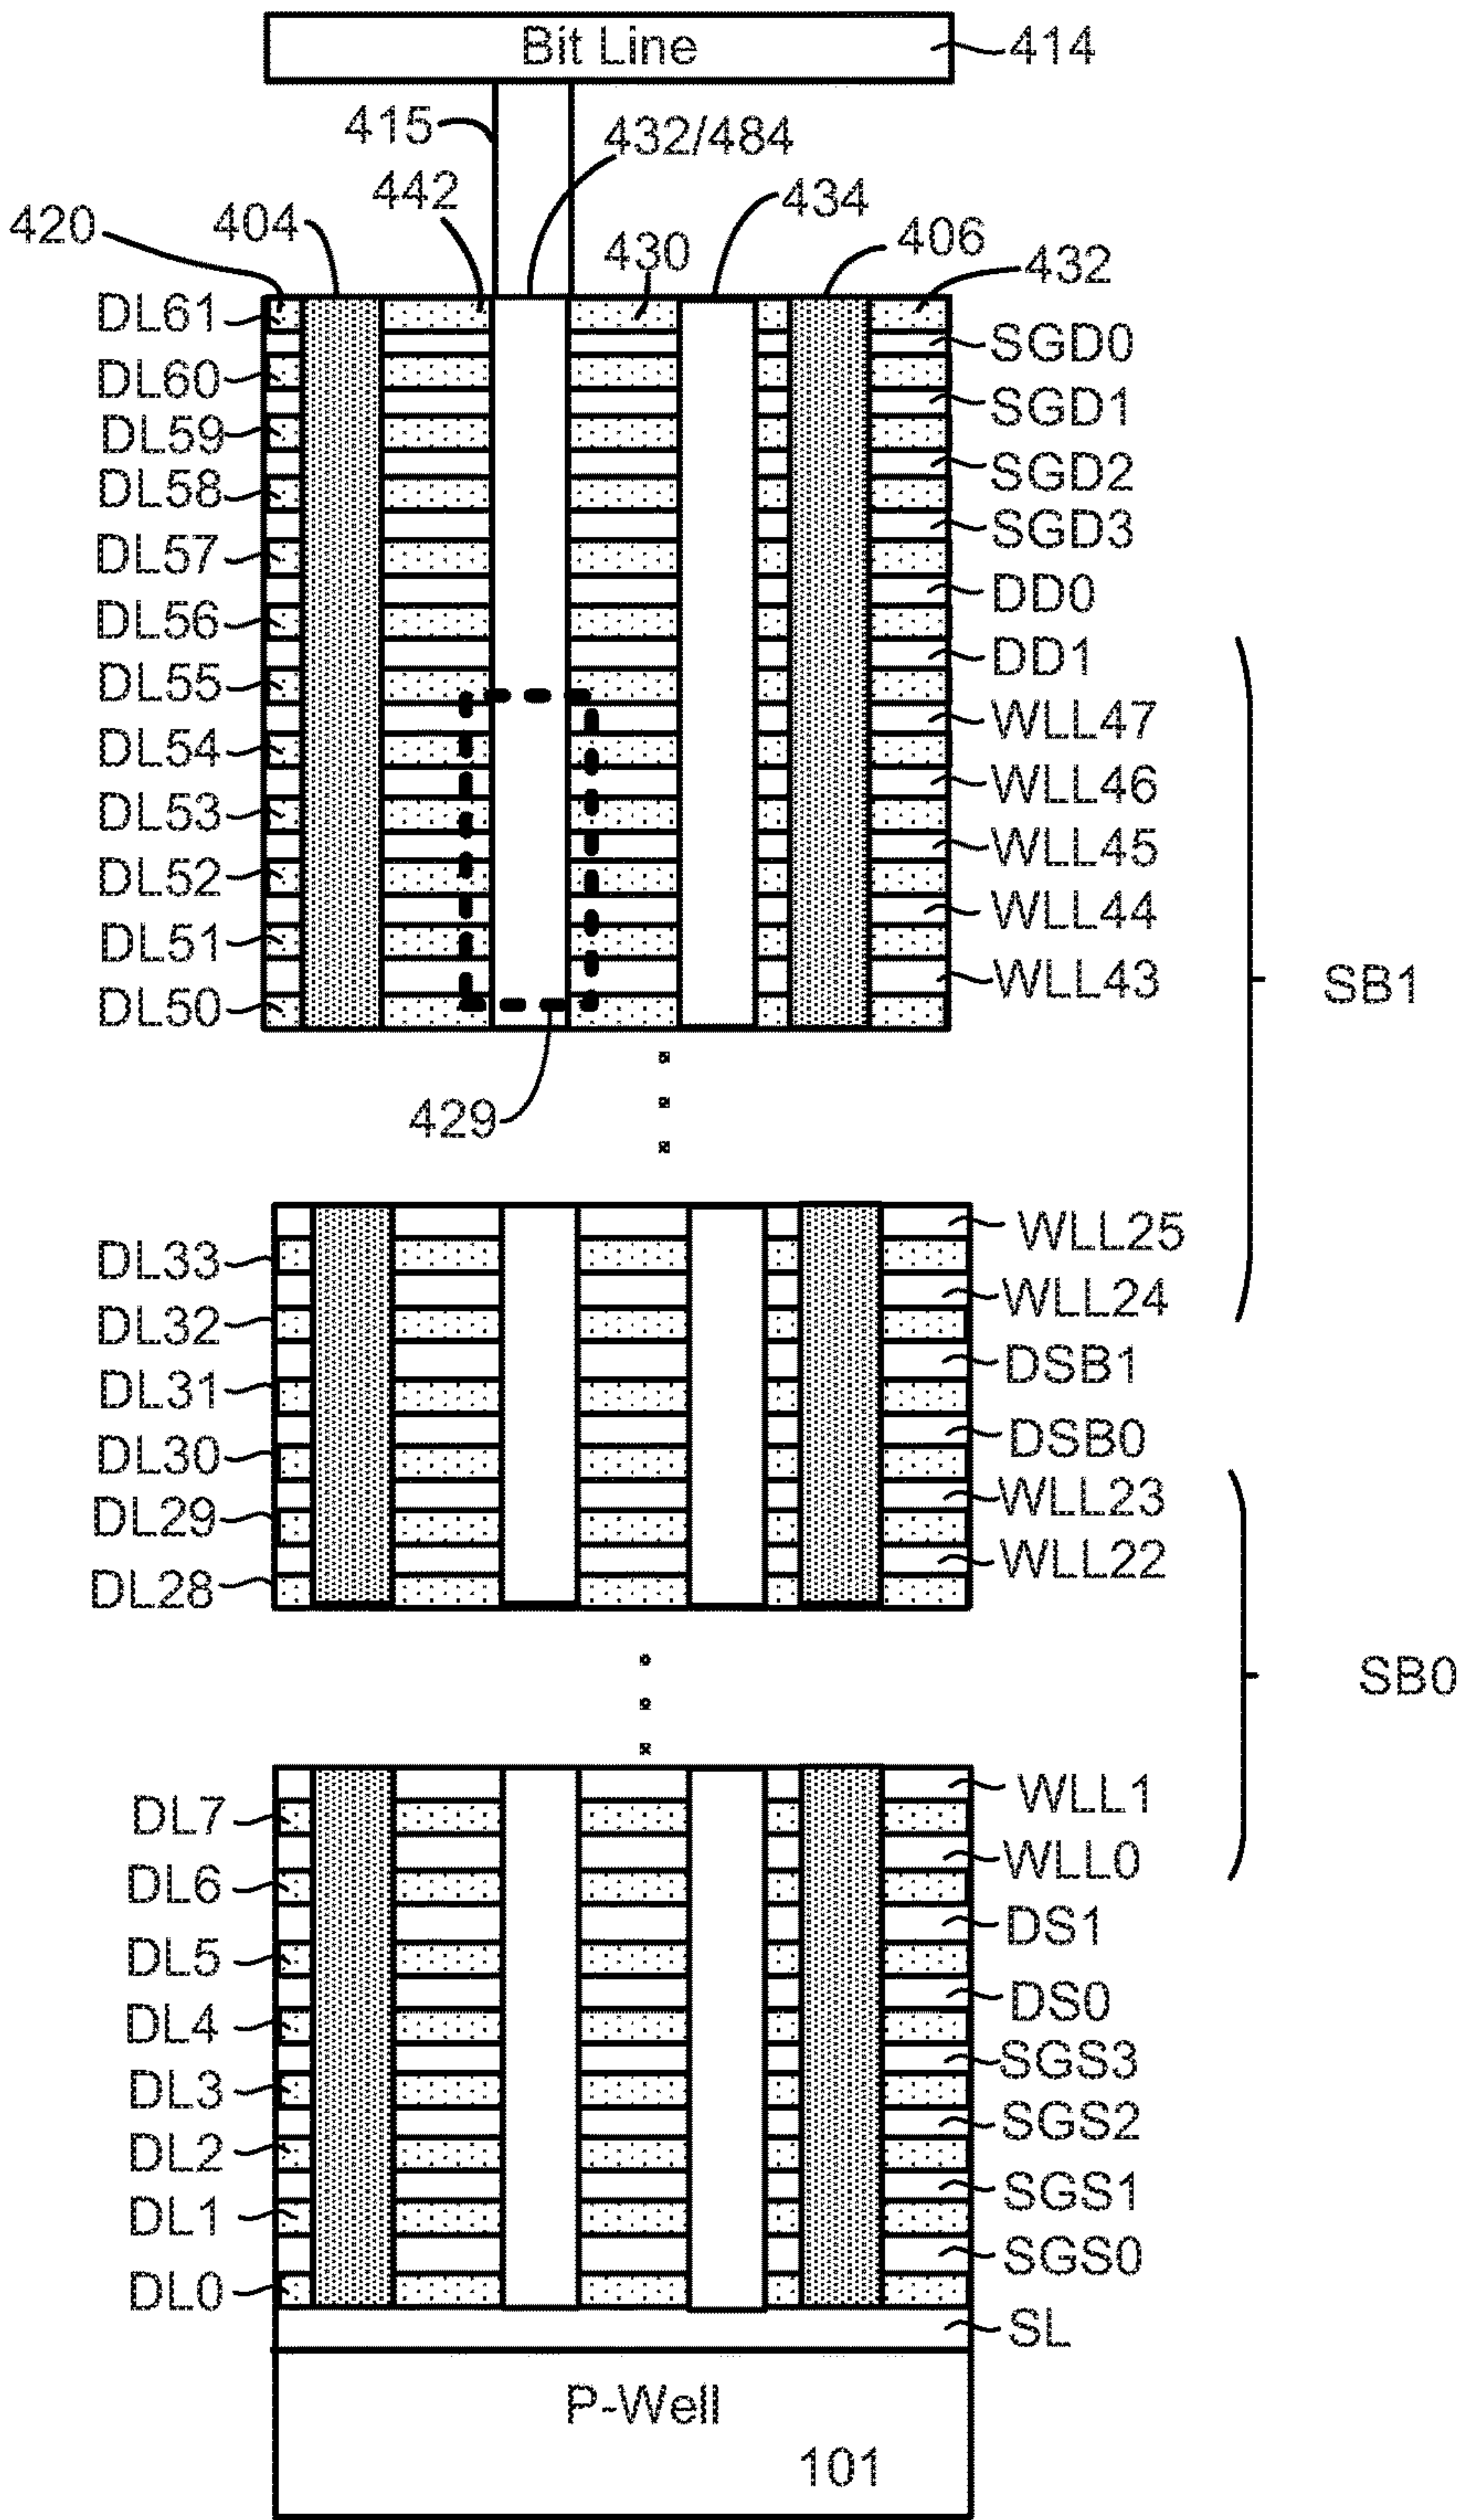 Bit Line
414
415
432/484
442
434
420
404
430
406
432
DL61
SGD0
DL60
SGD1
DL59
SGD2
DL58
SGD3
DL57
DD0
DL56
DD1
DL55
WLL47
DL54
WLL46
DL53
WLL45
DL52
WLL44
DL51
WLL43
SB1
DL50
429
WLL25
DL33
WLL24
DL32
DSB1
DL31
DSB0
DL30
WLL23
DL29
WLL22
DL28
SB0
WLL1
DL7
WLL0
DL6
DS1
DL5
DS0
DL4
SGS3
DL3
SGS2
DL2
SGS1
DL1
SGS0
DL0
SL
P-Well
101